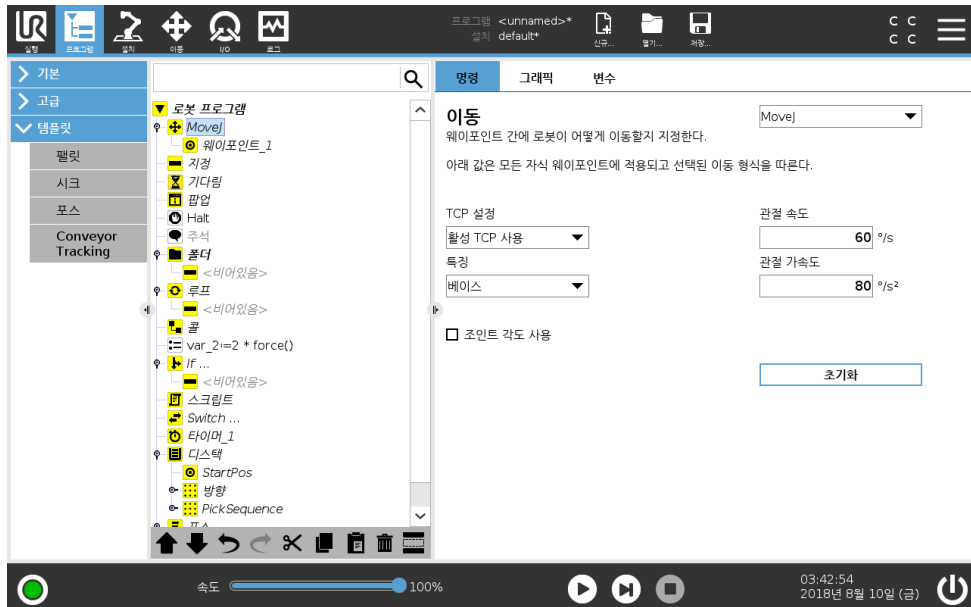 UR
실행
프로그램
설치
이동
I/O
로그
프로그램 <unnamed>*
설치 default*
신규...
열기...
저장...
C C
C C
기본
고급
템플릿
팰릿
시크
포스
Conveyor
Tracking
로봇 프로그램
MoveJ
웨이포인트_1
지정
기다림
팝업
Halt
주석
폴더
<비어있음>
루프
<비어있음>
콜
var_2:=2 * force()
If ...
<비어있음>
스크립트
Switch ...
타이머_1
디스택
StartPos
방향
PickSequence
포스
명령
그래픽
변수
이동
MoveJ
웨이포인트 간에 로봇이 어떻게 이동할지 지정한다.
아래 값은 모든 자식 웨이포인트에 적용되고 선택된 이동 형식을 따른다.
TCP 설정
관절 속도
활성 TCP 사용
60 °/s
특징
관절 가속도
베이스
80 °/s²
조인트 각도 사용
초기화
속도
100%
03:42:54
2018년 8월 10일 (금)